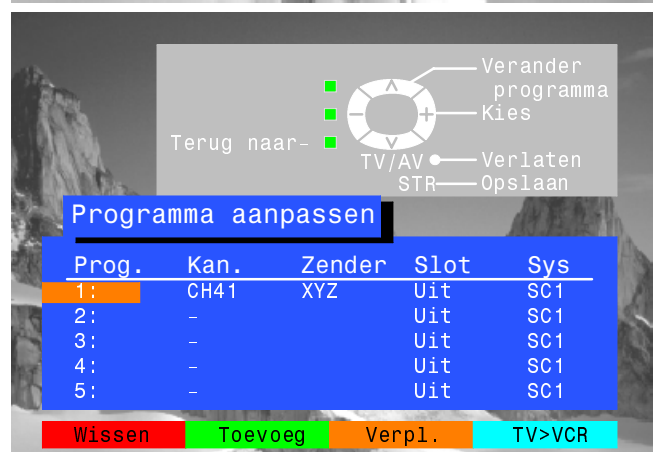 Verander
programma
Kies
Terug naar-
TV/AV Verlaten
STR Opslaan
Programma aanpassen
Prog. Kan. Zender Slot Sys
1: CH41 XYZ Uit SC1
2: - Uit SC1
3: - Uit SC1
4: - Uit SC1
5: - Uit SC1
Wissen Toevoeg Verpl. TV>VCR